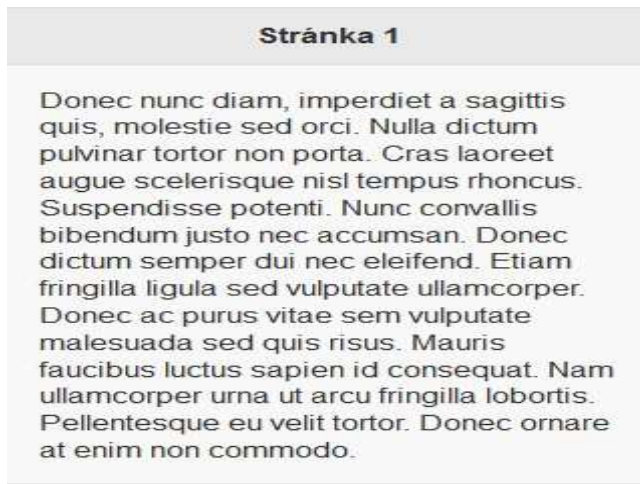 Stránka 1
Donec nunc diam, imperdiet a sagittis
quis, molestie sed orci. Nulla dictum
pulvinar tortor non porta. Cras laoreet
augue scelerisque nisl tempus rhoncus.
Suspendisse potenti. Nunc convallis
bibendum justo nec accumsan. Donec
dictum semper dui nec eleifend. Etiam
fringilla ligula sed vulputate ullamcorper.
Donec ac purus vitae sem vulputate
malesuada sed quis risus. Mauris
faucibus luctus sapien id consequat. Nam
ullamcorper urna ut arcu fringilla lobortis.
Pellentesque eu velit tortor. Donec ornare
at enim non commodo.